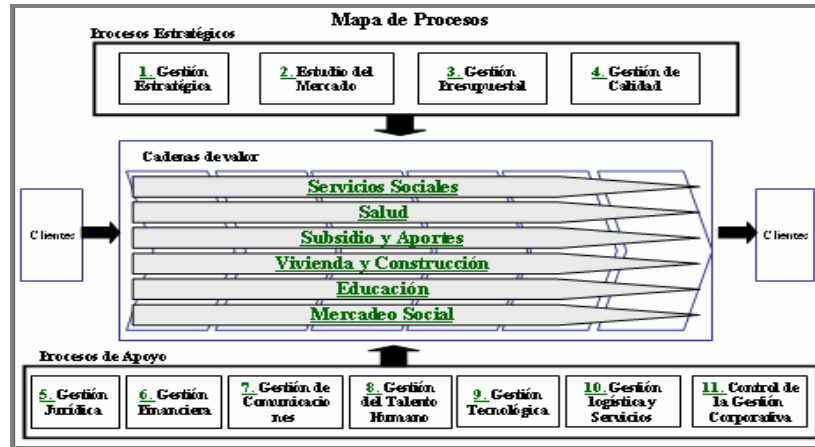 Mapa de Procesos
Procesos Estratégicos
1. Gestión
Estratégica
2. Estudio del
Mercado
3. Gestión
Presupuestal
4. Gestión de
Calidad
Cadenas de valor
Servicios Sociales
Salud
Subsidio y Aportes
Vivienda y Construcción
Educación
Mercadeo Social
Clientes
Clientes
Procesos de Apoyo
5. Gestión
Jurídica
6. Gestión
Financiera
7. Gestión de
Comunicacio
nes
8. Gestión
del Talento
Humano
9. Gestión
Tecnológica
10. Gestión
logística y
Servicios
11. Control de
la Gestión
Corporativa